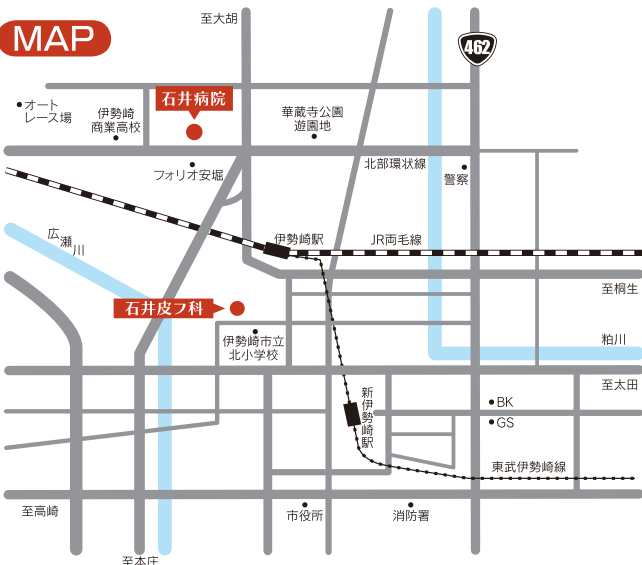 至大胡
MAP
462
石井病院
オート
レース場
伊勢崎
商業高校
華蔵寺公園
遊園地
フォリオ安堀
北部環状線
警察
広瀬川
伊勢崎駅
JR両毛線
至桐生
石井皮フ科
伊勢崎市立
北小学校
粕川
至太田
新伊勢崎駅
BK
GS
東武伊勢崎線
至高崎
市役所
消防署
至本庄